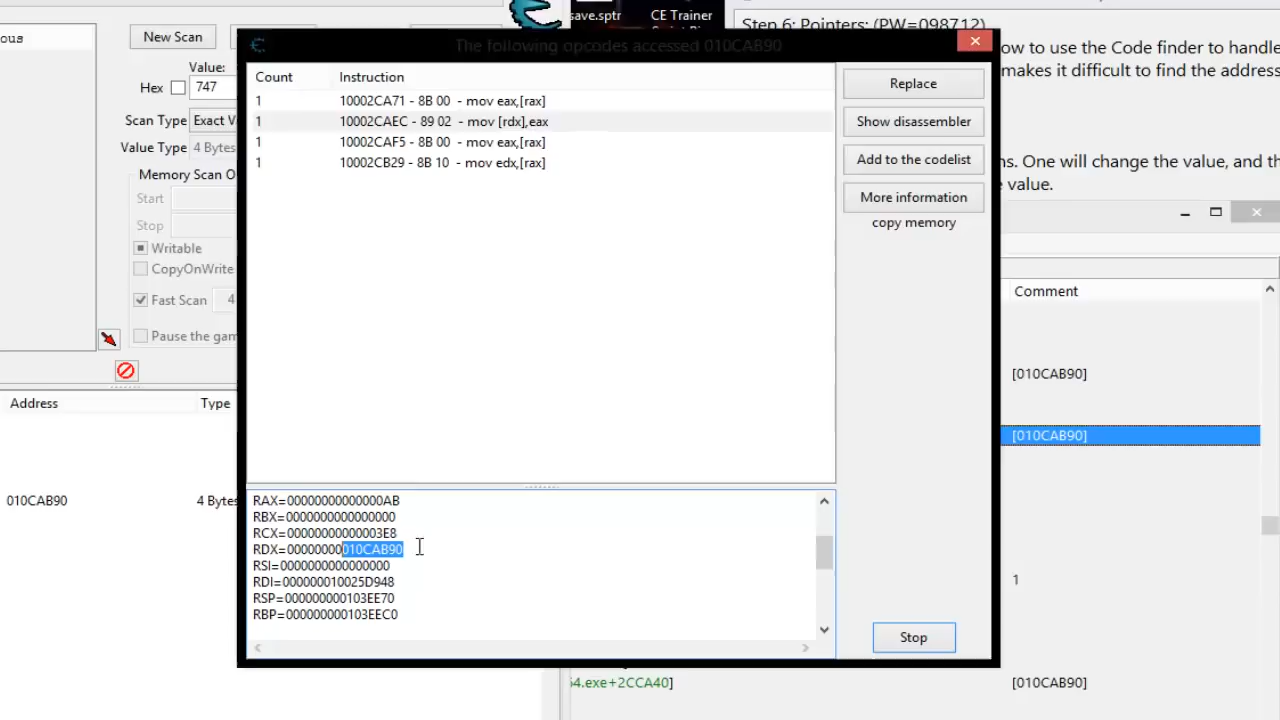 save.sptr
CE Trainer
Step 6: Pointers: (PW=098712)
ous
New Scan
The following opcodes accessed 010CAB90
ow to use the Code finder to handle
makes it difficult to find the address
Value:
Hex
747
Count
Instruction
Replace
1
10002CA71 - 8B 00 - mov eax,[rax]
Scan Type
Exact V
1
10002CAEC - 89 02 - mov [rdx],eax
Show disassembler
Value Type
4 Bytes
1
10002CAF5 - 8B 00 - mov eax,[rax]
1
10002CB29 - 8B 10 - mov edx,[rax]
Add to the codelist
ns. One will change the value, and th
Memory Scan O
e value.
Start
More information
Stop
copy memory
Writable
CopyOnWrite
Fast Scan
4
Pause the gam
Comment
[010CAB90]
Address
Type
[010CAB90]
010CAB90
4 Bytes
RAX=00000000000000AB
RBX=0000000000000000
RCX=00000000000003E8
RDX=00000000010CAB90
RSI=0000000000000000
RDI=000000010025D948
RSP=000000000103EE70
RBP=000000000103EEC0
1
Stop
64.exe+2CCA40]
[010CAB90]